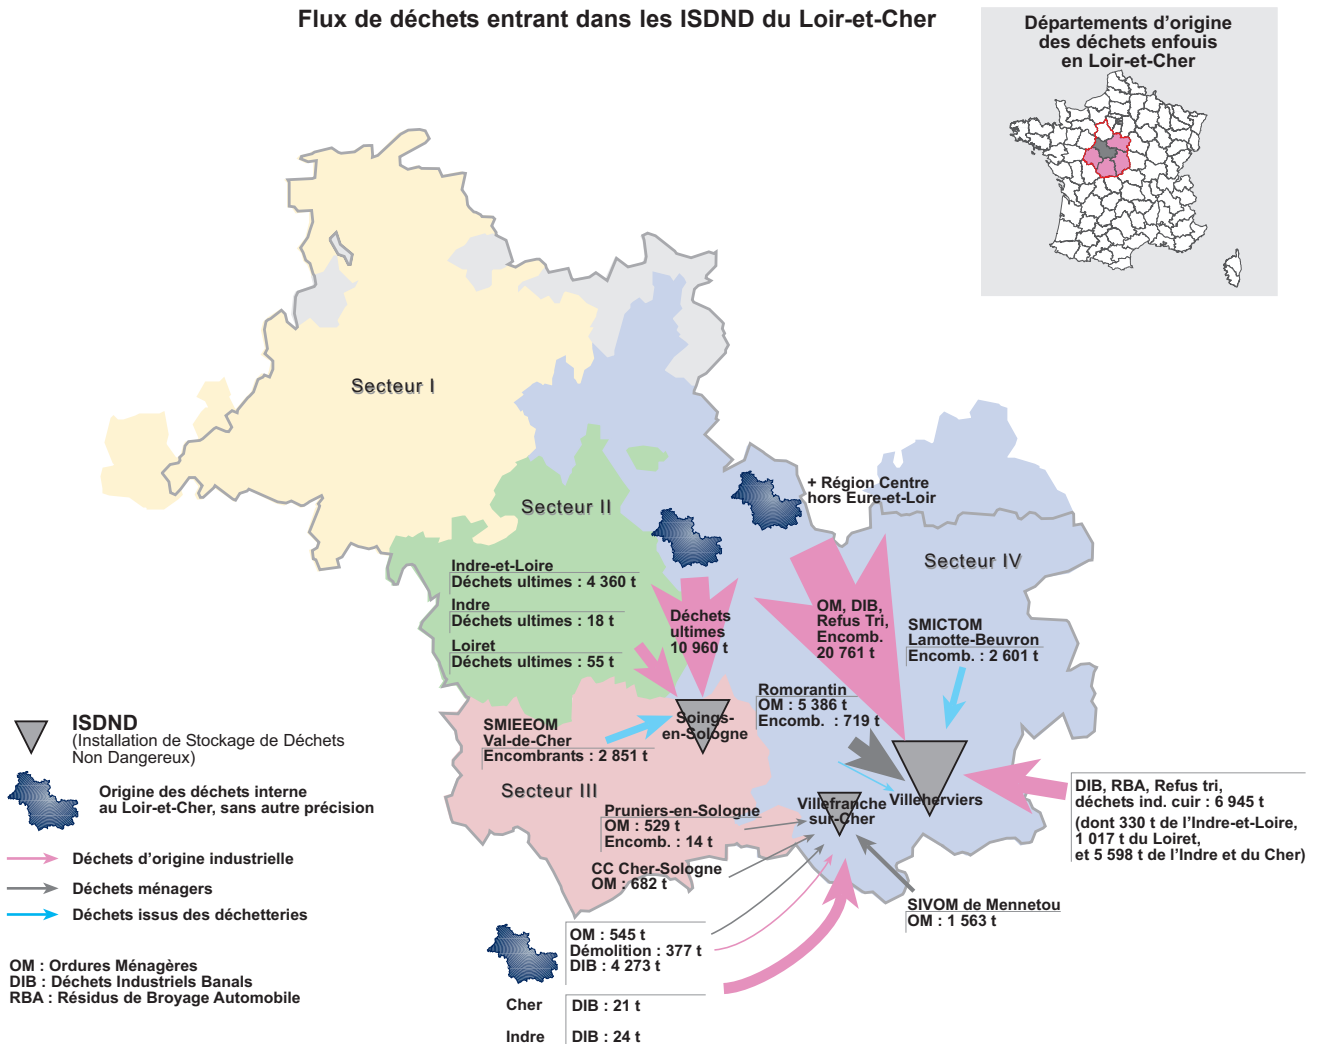 Flux de déchets entrant dans les ISDND du Loir-et-Cher
Départements d'origine
des déchets enfouis
en Loir-et-Cher
Secteur I
Secteur II
+ Région Centre
hors Eure-et-Loir
Secteur IV
Indre-et-Loire
Déchets ultimes : 4 360 t
Indre
Déchets ultimes : 18 t
Loiret
Déchets ultimes : 55 t
Déchets
ultimes
10 960 t
OM, DIB,
Refus Tri,
Encomb.
20 761 t
SMICTOM
Lamotte-Beuvron
Encomb. : 2 601 t
Romorantin
OM : 5 386 t
Encomb. : 719 t
SMIEEOM
Val-de-Cher
Encombrants : 2 851 t
Soings-
en-Sologne
Secteur III
Villefranche
sur-Cher
Villeherviers
Pruniers-en-Sologne
OM : 529 t
Encomb. : 14 t
CC Cher-Sologne
OM : 682 t
DIB, RBA, Refus tri,
déchets ind. cuir : 6 945 t
(dont 330 t de l'Indre-et-Loire,
1 017 t du Loiret,
et 5 598 t de l'Indre et du Cher)
SIVOM de Mennetou
OM : 1 563 t
OM : 545 t
Démolition : 377 t
DIB : 4 273 t
Cher DIB : 21 t
Indre DIB : 24 t
ISDND
(Installation de Stockage de Déchets
Non Dangereux)
Origine des déchets interne
au Loir-et-Cher, sans autre précision
Déchets d'origine industrielle
Déchets ménagers
Déchets issus des déchetteries
OM : Ordures Ménagères
DIB : Déchets Industriels Banals
RBA : Résidus de Broyage Automobile